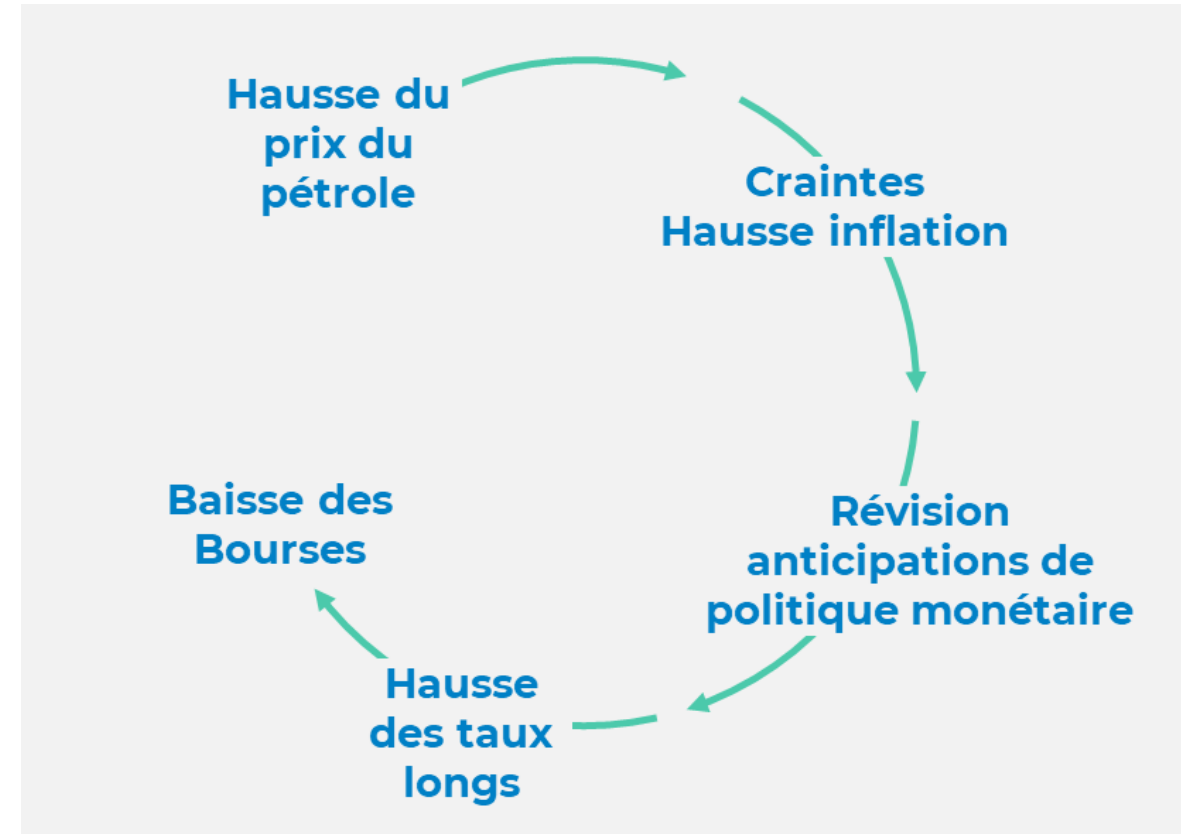 Hausse du
prix du
pétrole
Craintes
Hausse inflation
Révision
anticipations de
politique monétaire
Hausse
des taux
longs
Baisse des
Bourses